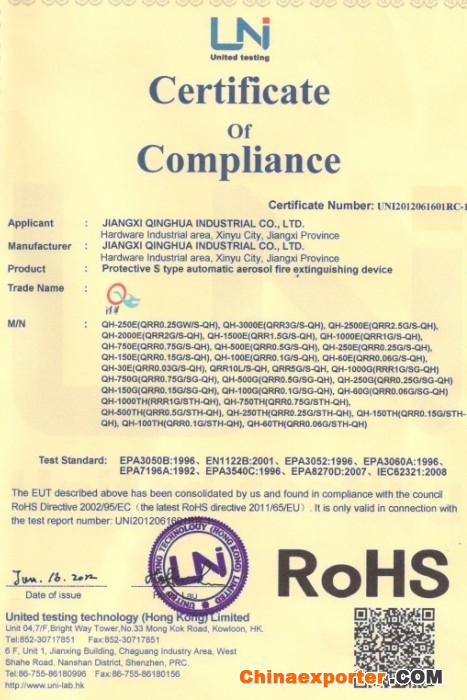 UNi
United testing
Certificate
Of
Compliance
Certificate Number: UNI2012061601RC-1
Applicant : JIANGXI QINGHUA INDUSTRIAL CO., LTD.
Hardware Industrial area, Xinyu City, Jiangxi Province
Manufacturer : JIANGXI QINGHUA INDUSTRIAL CO., LTD.
Hardware Industrial area, Xinyu City, Jiangxi Province
Product : Protective S type automatic aerosol fire extinguishing device
Trade Name :
M/N : QH-250E(QRR0.25GW/S-QH), QH-3000E(QRR3G/S-QH), QH-2500E(QRR2.5G/S-QH),
QH-2000E(QRR2G/S-QH), QH-1500E(QRR1.5G/S-QH), QH-1000E(QRR1G/S-QH),
QH-750E(QRR0.75G/S-QH), QH-500E(QRR0.5G/S-QH), QH-250E(QRR0.25G/S-QH),
QH-150E(QRR0.15G/S-QH), QH-100E(QRR0.1G/S-QH), QH-60E(QRR0.06G/S-QH),
QH-30E(QRR0.03G/S-QH), QRR10L/S-QH), QRR5G/S-QH), QH-1000G(RRR1G/SG-QH)
QH-750G(QRR0.75G/SG-QH), QH-500G(QRR0.5G/SG-QH), QH-250G(QRR0.25G/SG-QH)
QH-150G(QRR0.15G/SG-QH), QH-100G(QRR0.1G/SG-QH), QH-60G(QRR0.06G/SG-QH)
QH-1000TH(RRR1G/STH-QH), QH-750TH(QRR0.75G/STH-QH),
QH-500TH(QRR0.5G/STH-QH), QH-250TH(QRR0.25G/STH-QH), QH-150TH(QRR0.15G/STH-
QH), QH-100TH(QRR0.1G/STH-QH), QH-60TH(QRR0.06G/STH-QH)
Test Standard: EPA3050B:1996, EN1122B:2001, EPA3052:1996, EPA3060A:1996,
EPA7196A:1992, EPA3540C:1996, EPA8270D:2007, IEC62321:2008
The EUT described above has been consolidated by us and found in compliance with the council
RoHS Directive 2002/95/EC (the latest RoHS directive 2011/65/EU). It is only valid in connection with
the test report number:
Jun. 16. 2012
Date of issue
Lau
UNi
RoHS
United testing technology (Hong Kong) Limited
Unit 04,7/F,Bright Way Tower,No.33 Mong Kok Road, Kowloon, HK.
Tel:852-30717851 Fax:852-30717851
6 F, Unit 1, Jianxing Building, Chaguang Industry Area, West
Shahe Road, Nanshan District, Shenzhen, PRC.
Tel:86-755-86180996 Fax:86-755-86180156
http://www.uni-lab.hk
Chinaexporter.COM